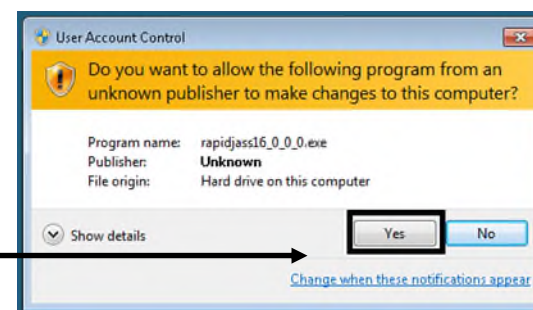 User Account Control
Do you want to allow the following program from an
unknown publisher to make changes to this computer?
Program name: rapidjass16_0_0_0.exe
Publisher: Unknown
File origin: Hard drive on this computer
Show details
Yes
No
Change when these notifications appear